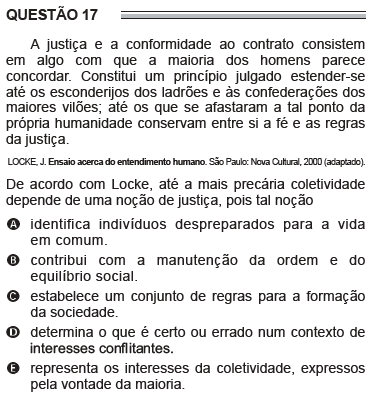 QUESTÃO 17
A justiça e a conformidade ao contrato consistem
em algo com que a maioria dos homens parece
concordar. Constitui um princípio julgado estender-se
até os esconderijos dos ladrões e às confederações dos
maiores vilões; até os que se afastaram a tal ponto da
própria humanidade conservam entre si a fé e as regras
da justiça.
LOCKE, J. Ensaio acerca do entendimento humano. São Paulo: Nova Cultural, 2000 (adaptado).
De acordo com Locke, até a mais precária coletividade
depende de uma noção de justiça, pois tal noção
A identifica indivíduos despreparados para a vida
em comum.
B contribui com a manutenção da ordem e do
equilíbrio social.
C estabelece um conjunto de regras para a formação
da sociedade.
D determina o que é certo ou errado num contexto de
interesses conflitantes.
E representa os interesses da coletividade, expressos
pela vontade da maioria.